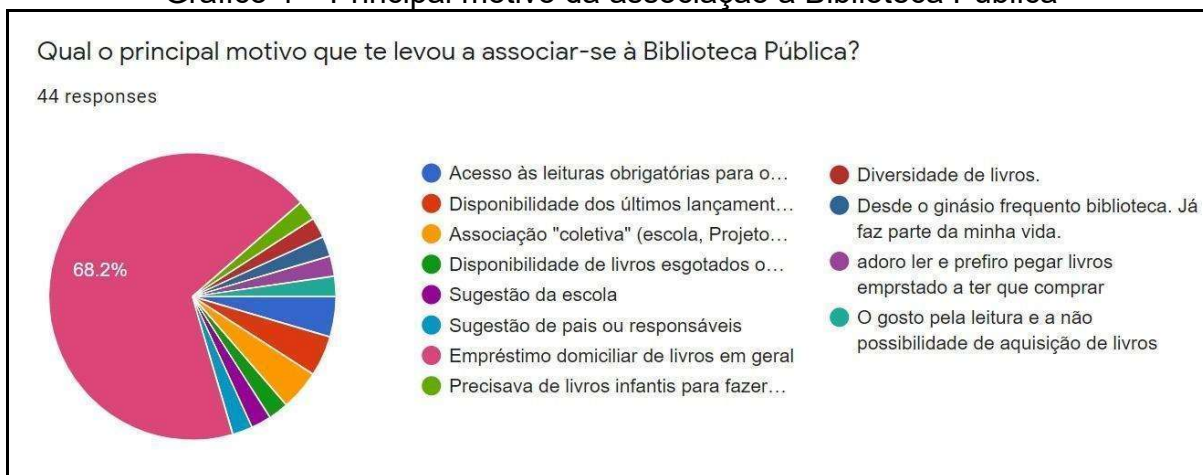 Gráfico 4 – Principal motivo da associação à Biblioteca Pública
Qual o principal motivo que te levou a associar-se à Biblioteca Pública?
44 responses
68.2%
Acesso às leituras obrigatórias para o...
Disponibilidade dos últimos lançament...
Associação "coletiva" (escola, Projeto...
Disponibilidade de livros esgotados o...
Sugestão da escola
Sugestão de pais ou responsáveis
Empréstimo domiciliar de livros em geral
Precisava de livros infantis para fazer...
Diversidade de livros.
Desde o ginásio frequento biblioteca. Já
faz parte da minha vida.
adoro ler e prefiro pegar livros
emprstado a ter que comprar
O gosto pela leitura e a não
possibilidade de aquisição de livros